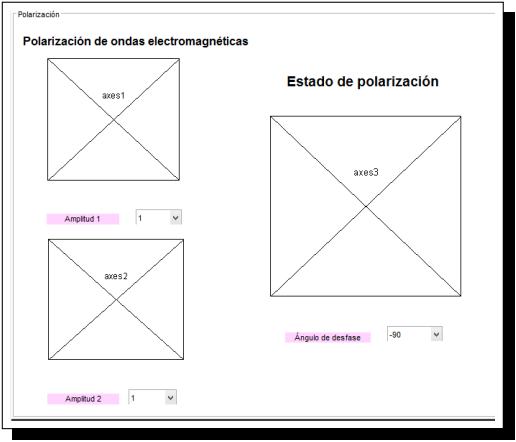 Polarización
Polarización de ondas electromagnéticas
axes1
Amplitud 1 1
axes2
Amplitud 2 1
Estado de polarización
axes3
Ángulo de desfase -90